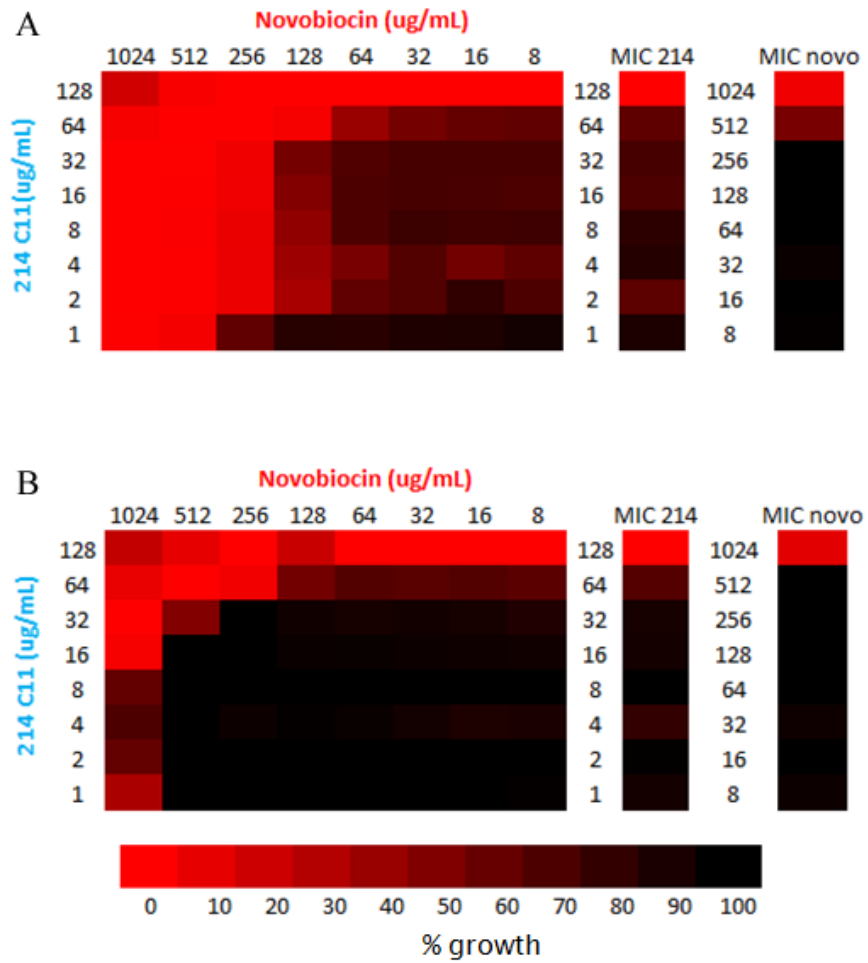 A
Novobiocin (ug/mL)
1024 512 256 128 64 32 16 8 MIC 214 MIC novo
214 C11(ug/mL)
128 128 1024
64 64 512
32 32 256
16 16 128
8 8 64
4 4 32
2 2 16
1 1 8
B
Novobiocin (ug/mL)
1024 512 256 128 64 32 16 8 MIC 214 MIC novo
214 C11 (ug/mL)
128 128 1024
64 64 512
32 32 256
16 16 128
8 8 64
4 4 32
2 2 16
1 1 8
0 10 20 30 40 50 60 70 80 90 100
% growth